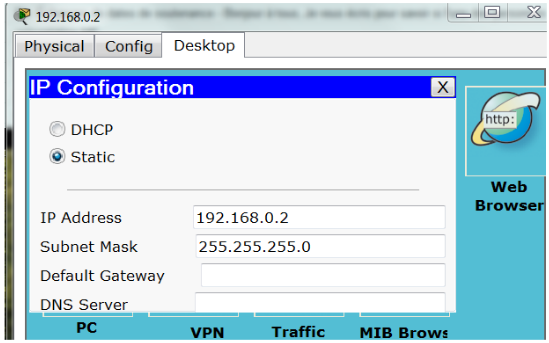 192.168.0.2
Physical Config Desktop
IP Configuration X
DHCP
Static
http:
Web
Browser
IP Address 192.168.0.2
Subnet Mask 255.255.255.0
Default Gateway
DNS Server
PC VPN Traffic MIB Brows